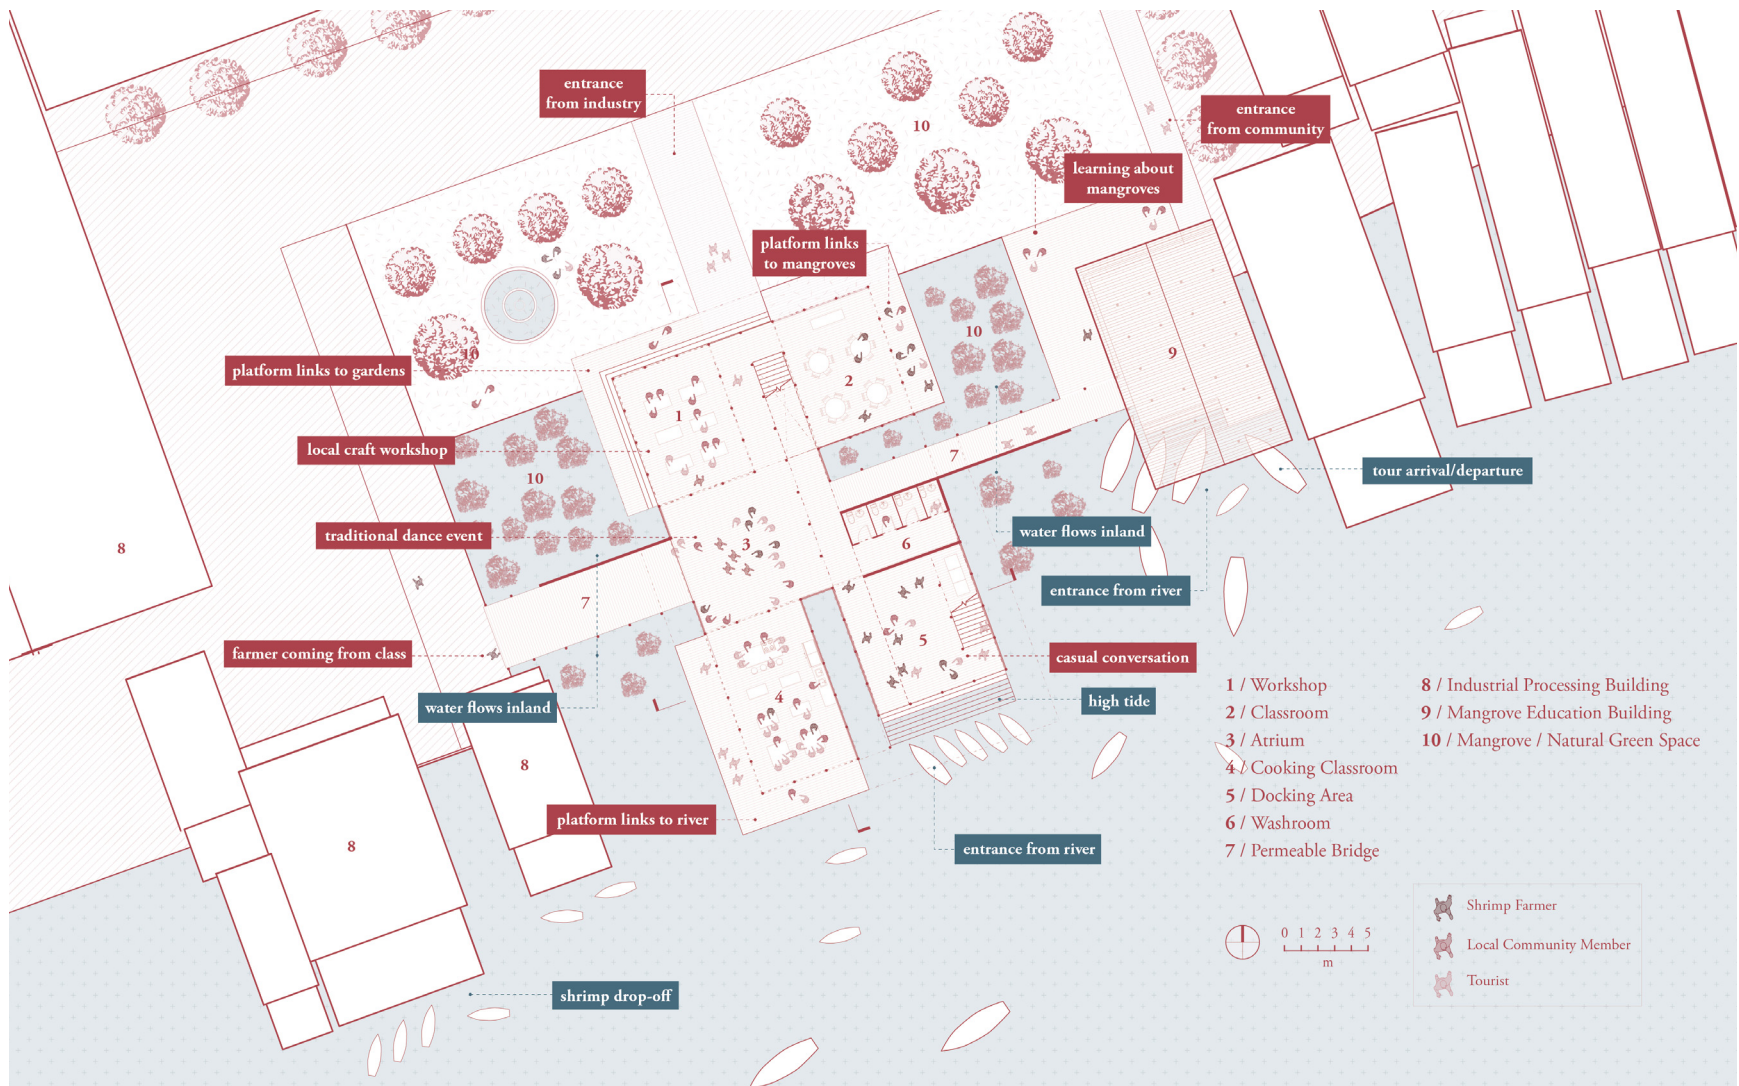 entrance
from industry
10
entrance
from community
learning about
mangroves
platform links
to mangroves
10
9
10
platform links to gardens
2
1
local craft workshop
7
tour arrival/departure
10
traditional dance event
3
6
water flows inland
8
entrance from river
7
5
farmer coming from class
casual conversation
4
high tide
water flows inland
8
platform links to river
8
entrance from river
shrimp drop-off
1 / Workshop
2 / Classroom
3 / Atrium
4 / Cooking Classroom
5 / Docking Area
6 / Washroom
7 / Permeable Bridge
8 / Industrial Processing Building
9 / Mangrove Education Building
10 / Mangrove / Natural Green Space
0 1 2 3 4 5
m
Shrimp Farmer
Local Community Member
Tourist